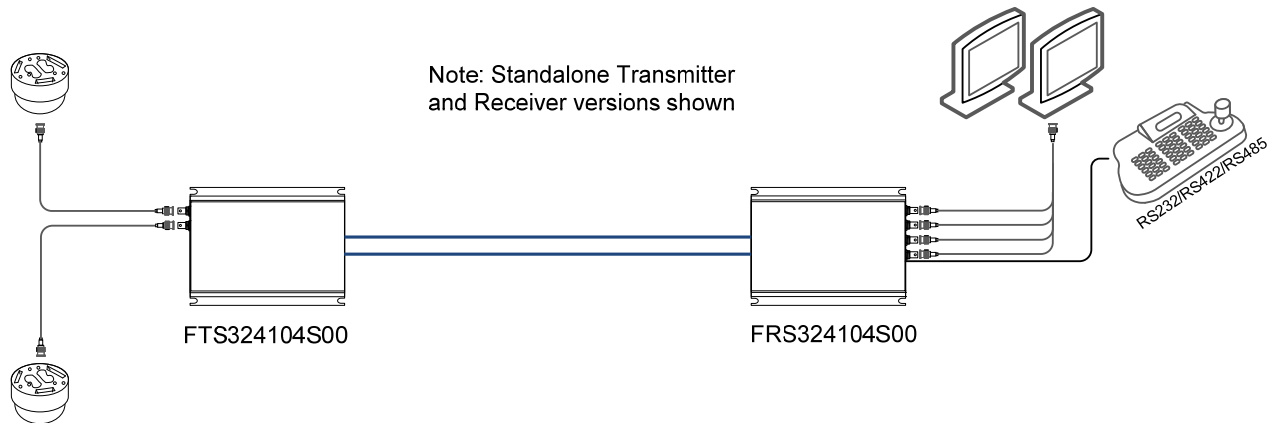 Note: Standalone Transmitter
and Receiver versions shown
RS232/RS422/RS485
FTS324104S00
FRS324104S00